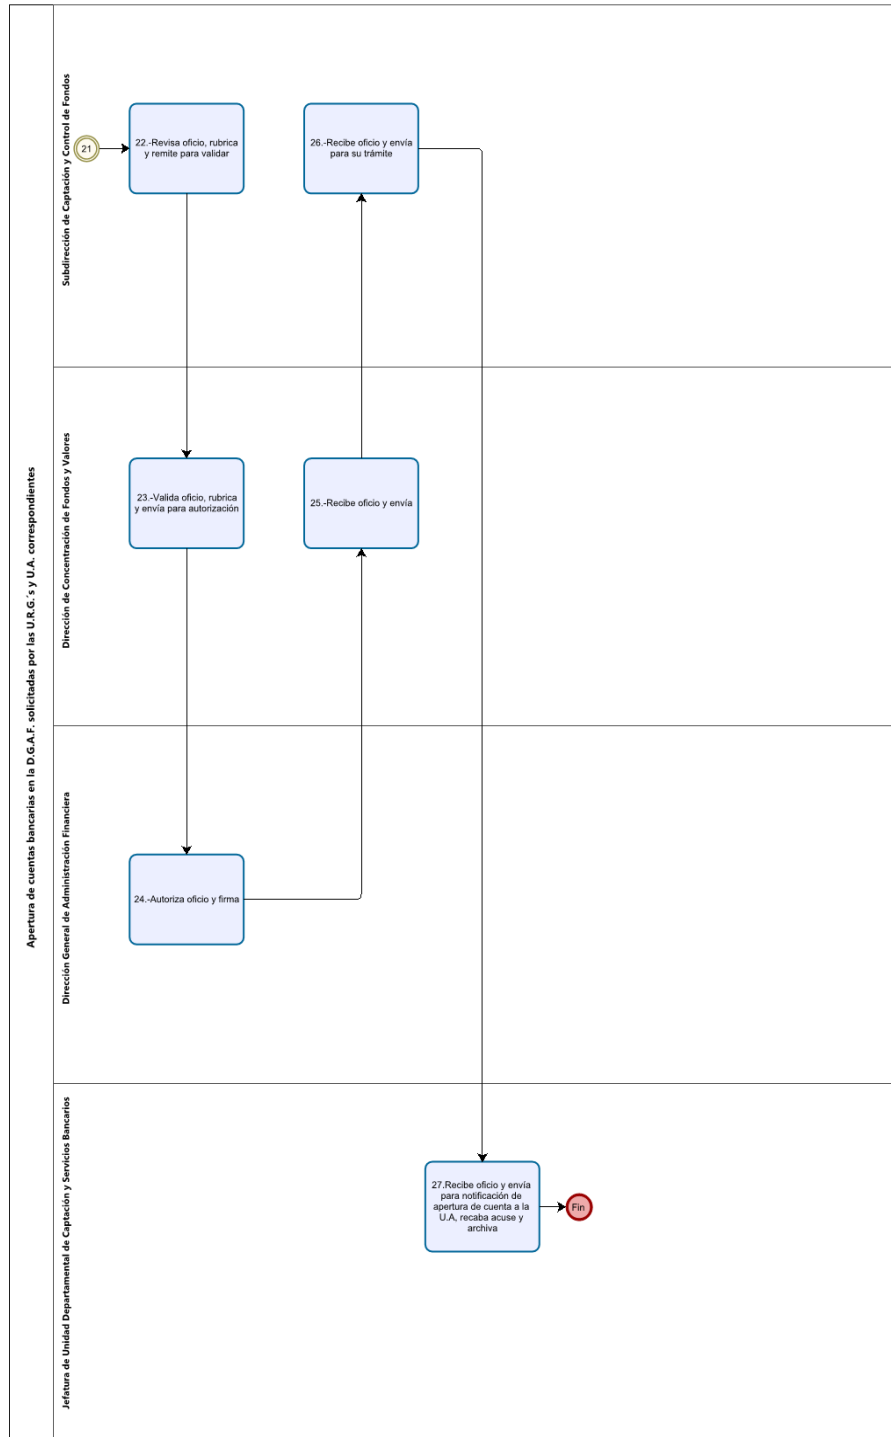 Apertura de cuentas bancarias en la D.G.A.F. solicitadas por las U.R.G.´s y U.A. correspondientes
Subdirección de Captación y Control de Fondos
21
22.-Revisa oficio, rubrica
y remite para validar
26.-Recibe oficio y envía
para su trámite
Dirección de Concentración de Fondos y Valores
23.-Valida oficio, rubrica
y envía para autorización
25.-Recibe oficio y envía
Dirección General de Administración Financiera
24.-Autoriza oficio y firma
Jefatura de Unidad Departamental de Captación y Servicios Bancarios
27.Recibe oficio y envía
para notificación de
apertura de cuenta a la
U.A, recaba acuse y
archiva
Fin